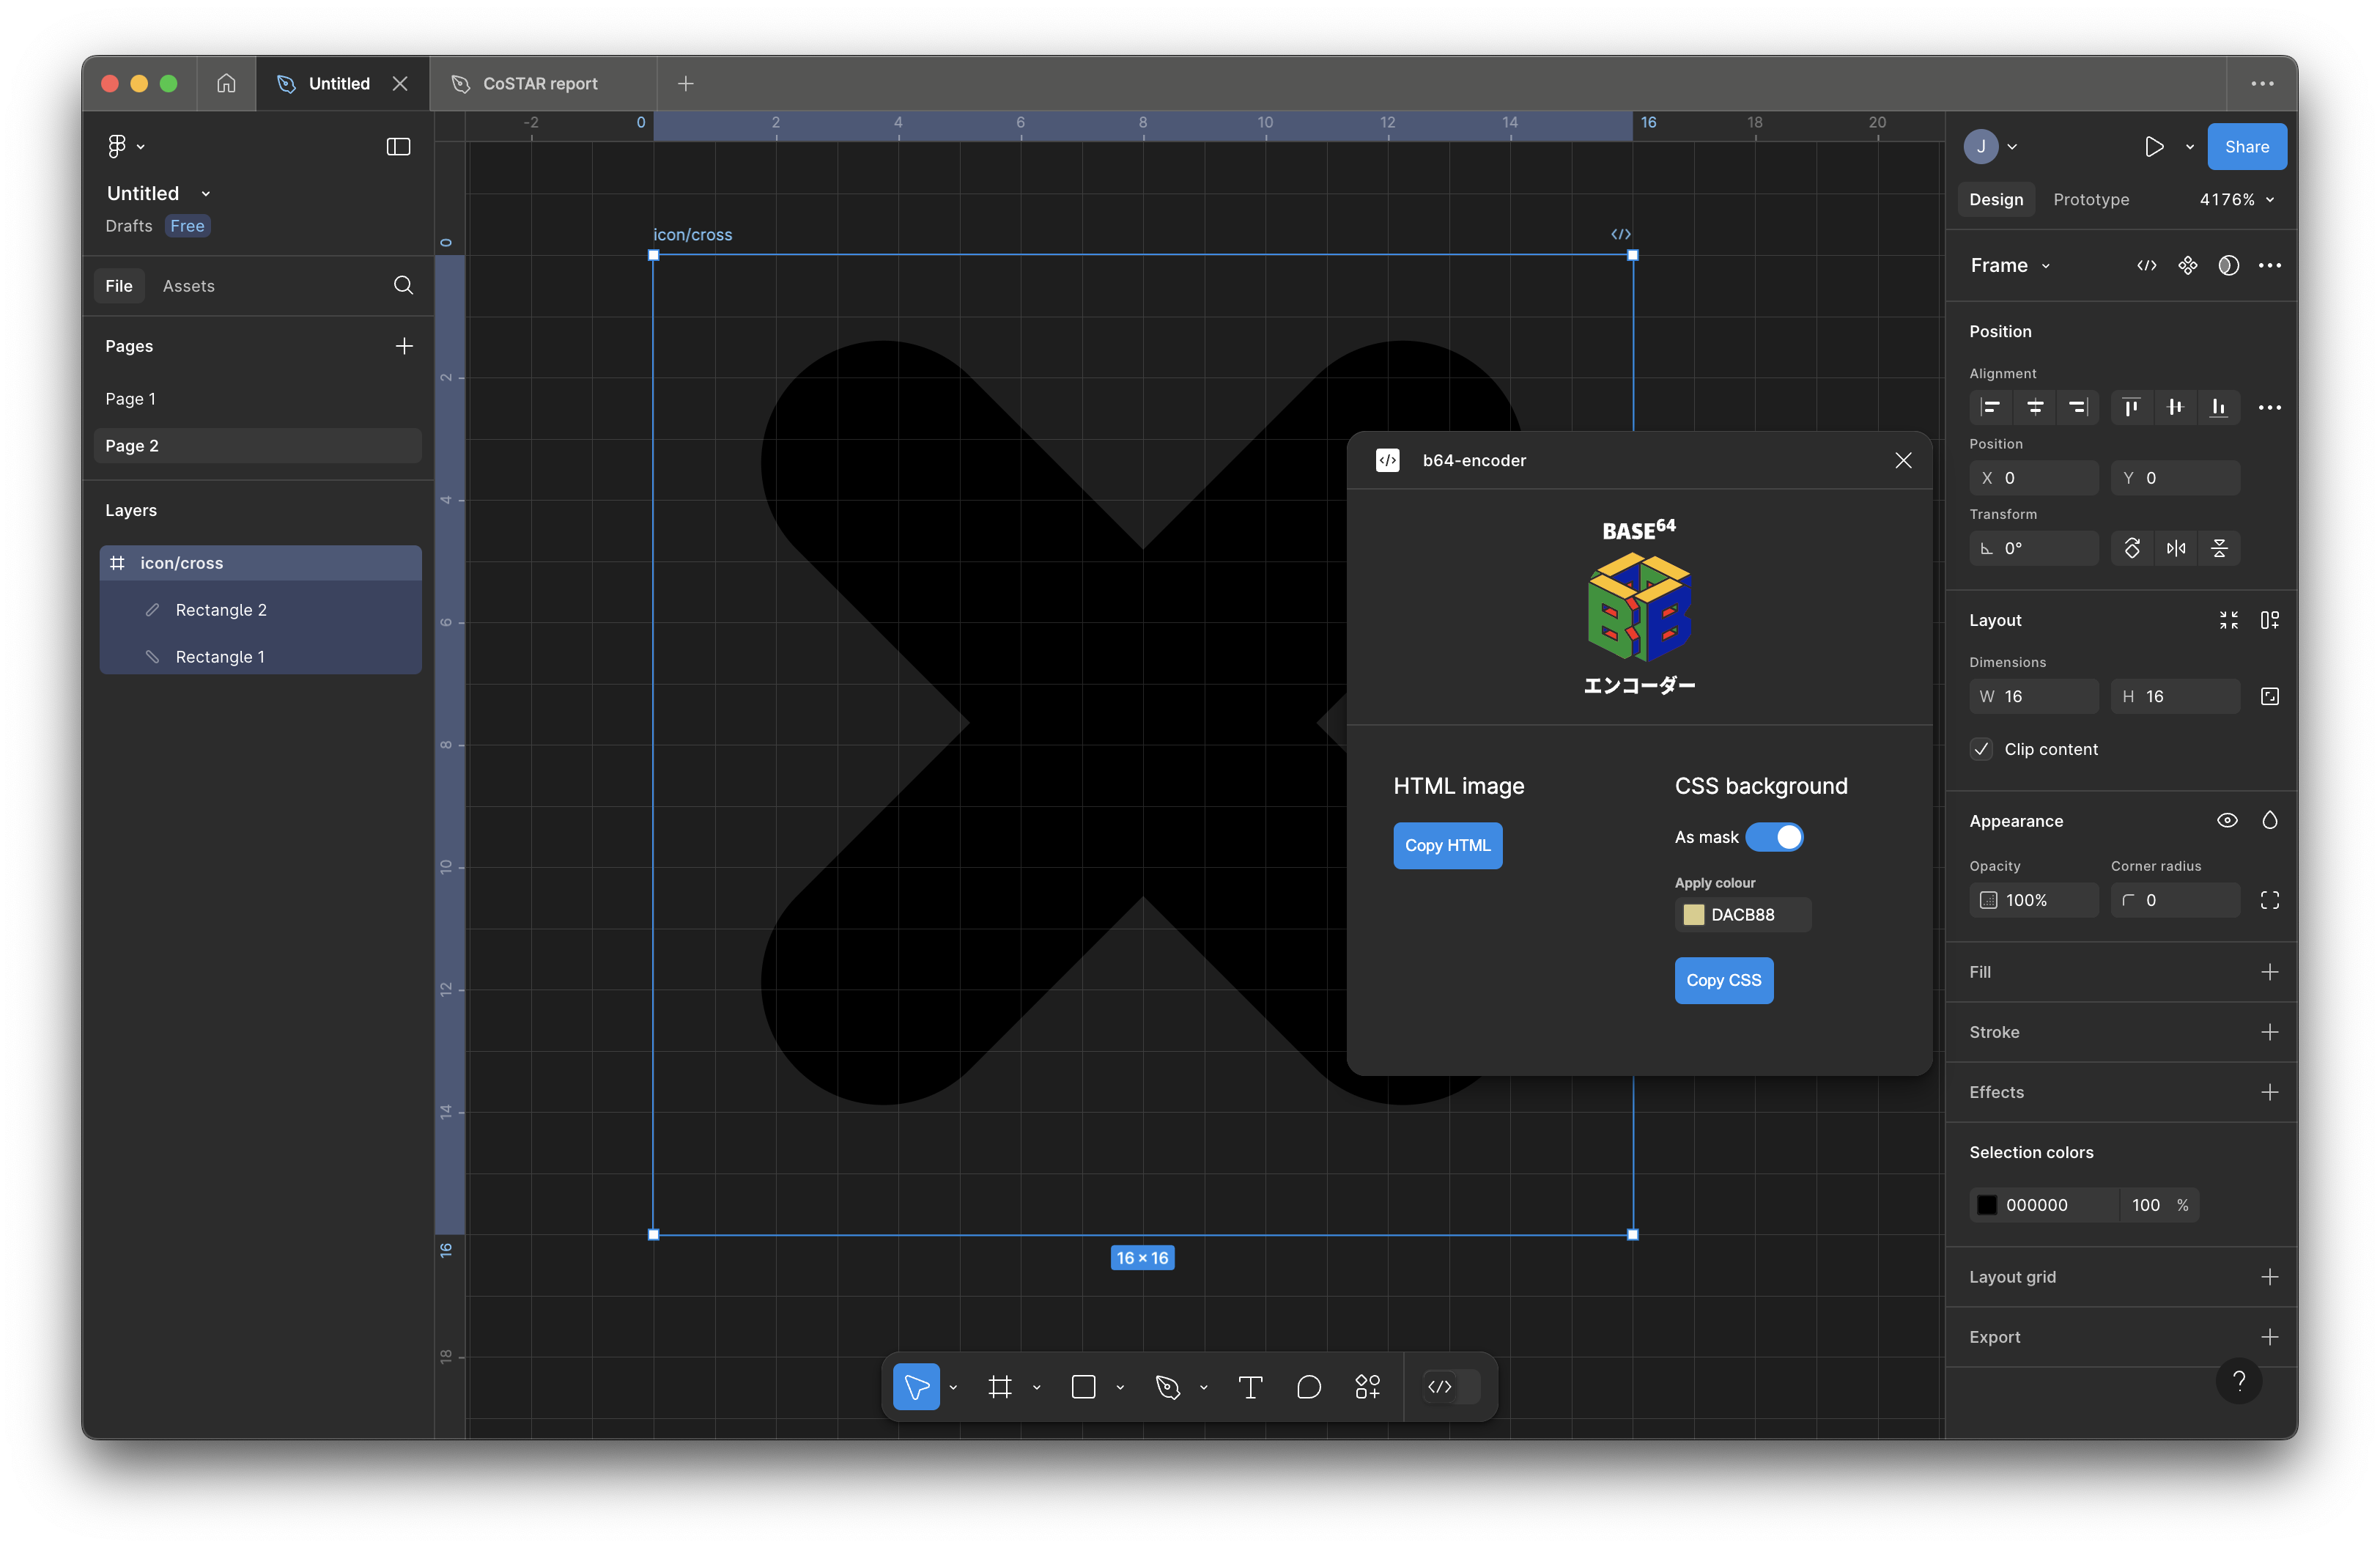 Untitled
CoSTAR report
Untitled
Drafts Free
File Assets
Pages
Page 1
Page 2
Layers
icon/cross
Rectangle 2
Rectangle 1
-2 0 2 4 6 8 10 12 14 16 18 20
0
2
4
6
8
10
12
14
16
18
icon/cross </>
16 × 16
</> b64-encoder
BASE64
エンコーダー
HTML image
Copy HTML
CSS background
As mask
Apply colour
DACB88
Copy CSS
</>
J Share
Design Prototype 4176%
Frame </>
Position
Alignment
Position
X 0 Y 0
Transform
0°
Layout
Dimensions
W 16 H 16
Clip content
Appearance
Opacity Corner radius
100% 0
Fill
Stroke
Effects
Selection colors
000000 100 %
Layout grid
Export
?